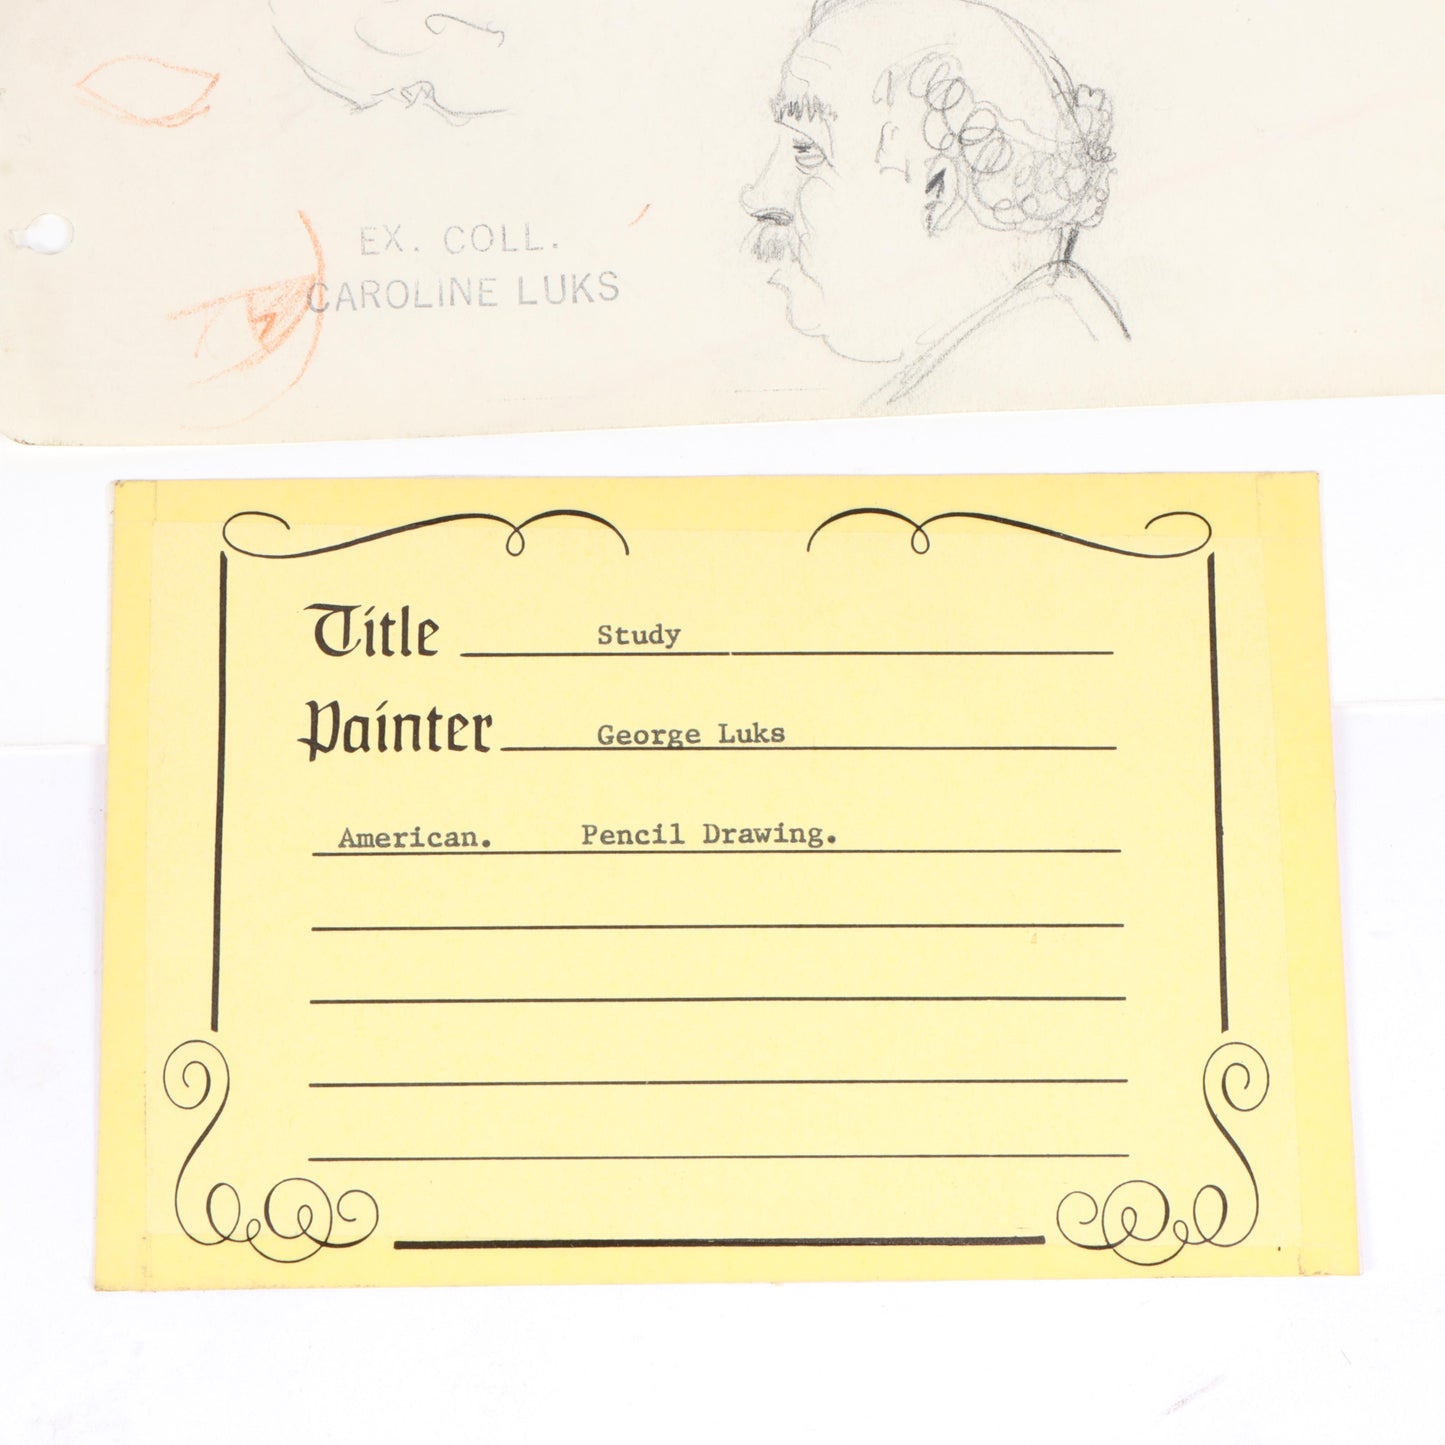 EX. COLL.
CAROLINE LUKS
Title Study
Painter George Luks
American. Pencil Drawing.